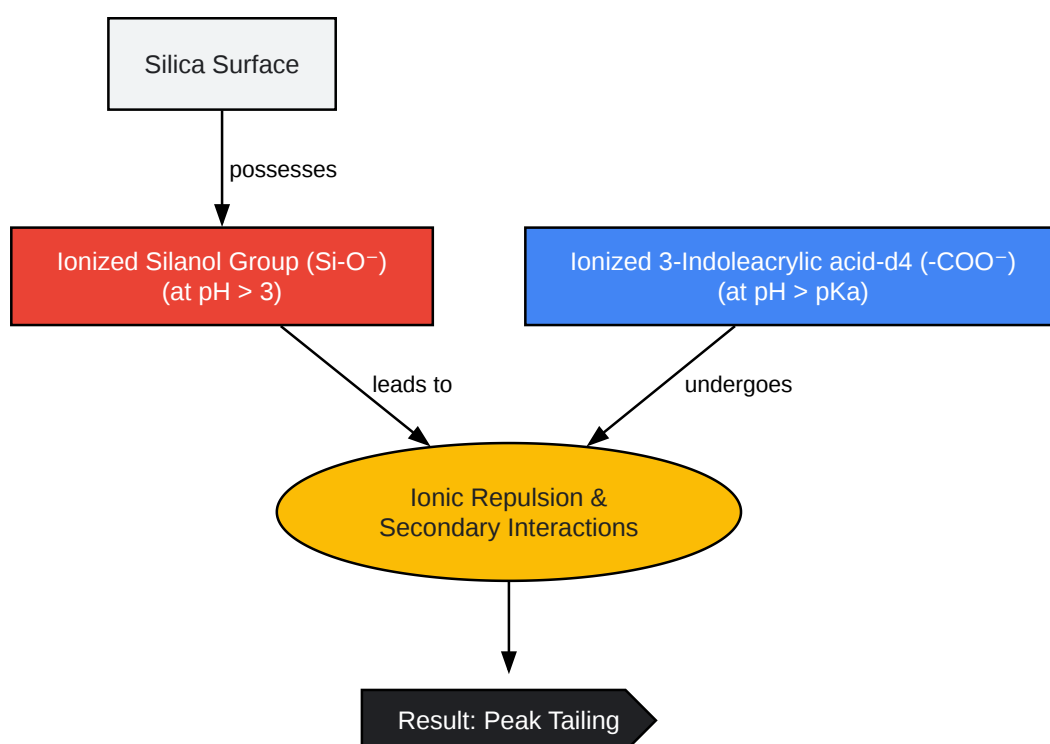 Silica Surface
possesses
Ionized Silanol Group (Si-O⁻)
(at pH > 3)
Ionized 3-Indoleacrylic acid-d4 (-COO⁻)
(at pH > pKa)
leads to
undergoes
Ionic Repulsion &
Secondary Interactions
Result: Peak Tailing